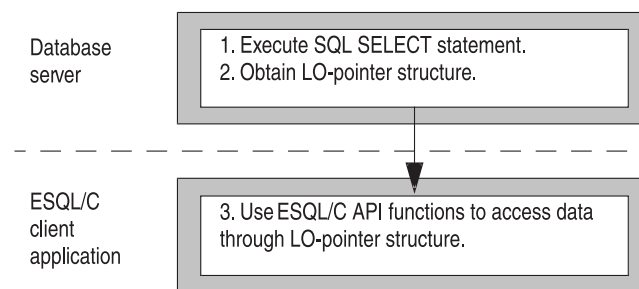 Database
server
1. Execute SQL SELECT statement.
2. Obtain LO-pointer structure.
ESQL/C
client
application
3. Use ESQL/C API functions to access data
through LO-pointer structure.